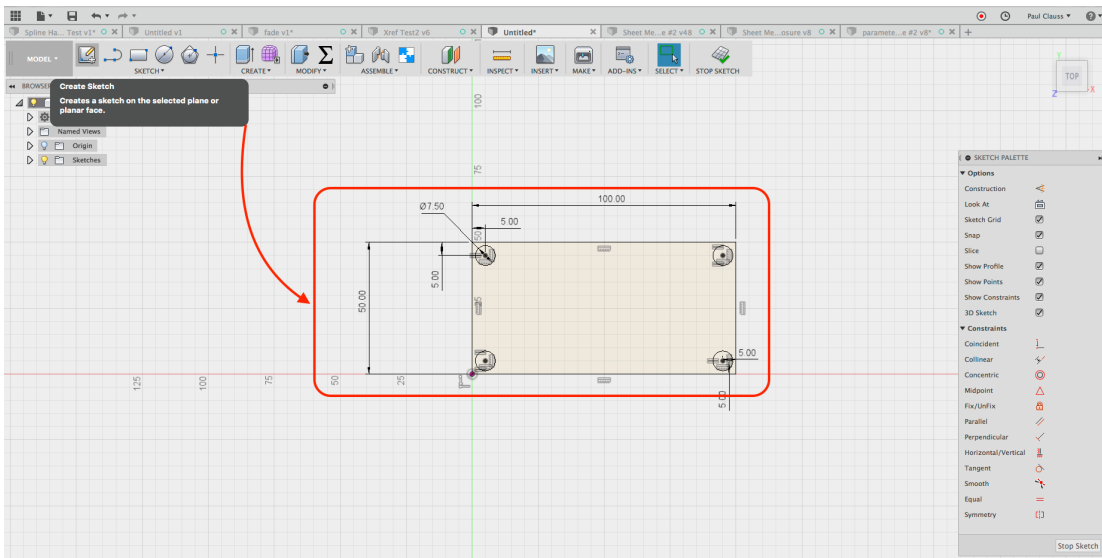 Paul Clauss
Spline Ha... Test v1*
Untitled v1
fade v1*
Xref Test2 v6
Untitled*
Sheet Me...e #2 v48
Sheet Me...osure v8
paramete...e #2 v8*
MODEL
SKETCH
CREATE
MODIFY
ASSEMBLE
CONSTRUCT
INSPECT
INSERT
MAKE
ADD-INS
SELECT
STOP SKETCH
BROWSER
Create Sketch
Creates a sketch on the selected plane or
planar face.
Named Views
Origin
Sketches
TOP
Y
X
Z
100
75
50
25
125
100
75
50
25
Ø7.50
100.00
5.00
5.00
50.00
5.00
5.00
SKETCH PALETTE
Options
Construction
Look At
Sketch Grid
Snap
Slice
Show Profile
Show Points
Show Constraints
3D Sketch
Constraints
Coincident
Collinear
Concentric
Midpoint
Fix/UnFix
Parallel
Perpendicular
Horizontal/Vertical
Tangent
Smooth
Equal
Symmetry
Stop Sketch